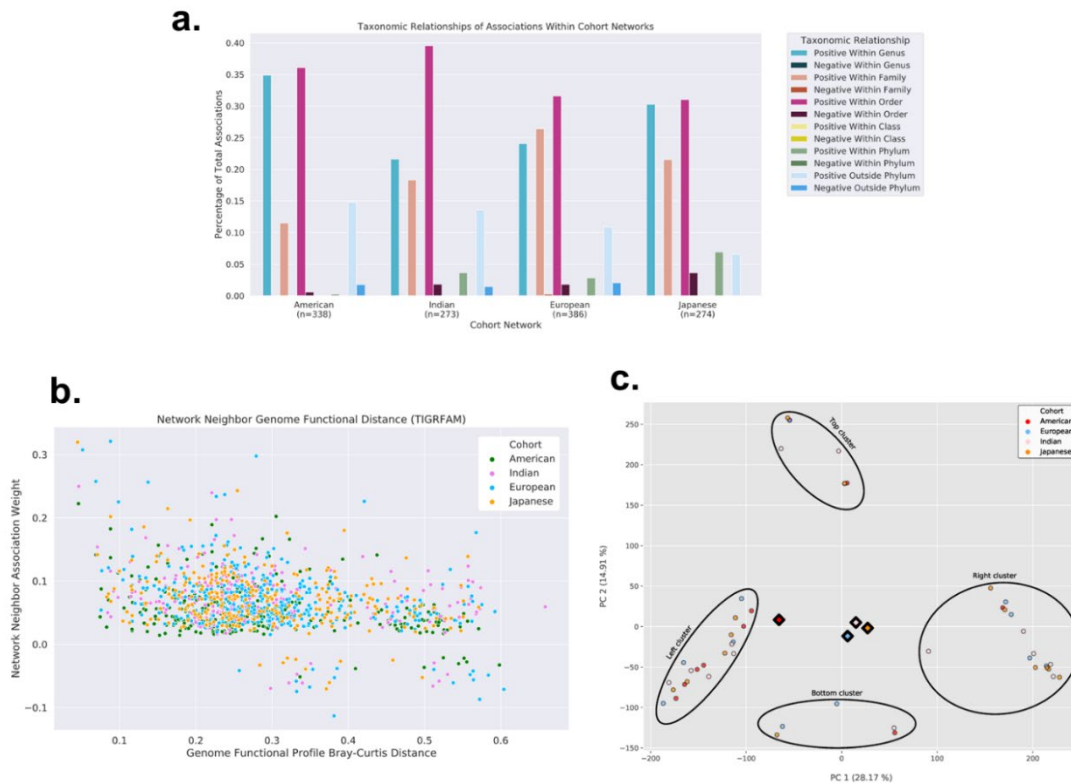 a.
Taxonomic Relationships of Associations Within Cohort Networks
Percentage of Total Associations
0.40
0.35
0.30
0.25
0.20
0.15
0.10
0.05
0.00
American
(n=338)
Indian
(n=273)
European
(n=386)
Japanese
(n=274)
Cohort Network
Taxonomic Relationship
Positive Within Genus
Negative Within Genus
Positive Within Family
Negative Within Family
Positive Within Order
Negative Within Order
Positive Within Class
Negative Within Class
Positive Within Phylum
Negative Within Phylum
Positive Outside Phylum
Negative Outside Phylum
b.
Network Neighbor Genome Functional Distance (TIGRFAM)
Network Neighbor Association Weight
0.3
0.2
0.1
0.0
−0.1
0.1
0.2
0.3
0.4
0.5
0.6
Genome Functional Profile Bray-Curtis Distance
Cohort
American
Indian
European
Japanese
c.
PC 2 (14.91 %)
250
200
150
100
50
0
−50
−100
−150
−200
−100
0
100
200
PC 1 (28.17 %)
Top cluster
Left cluster
Right cluster
Bottom cluster
Cohort
American
European
Indian
Japanese